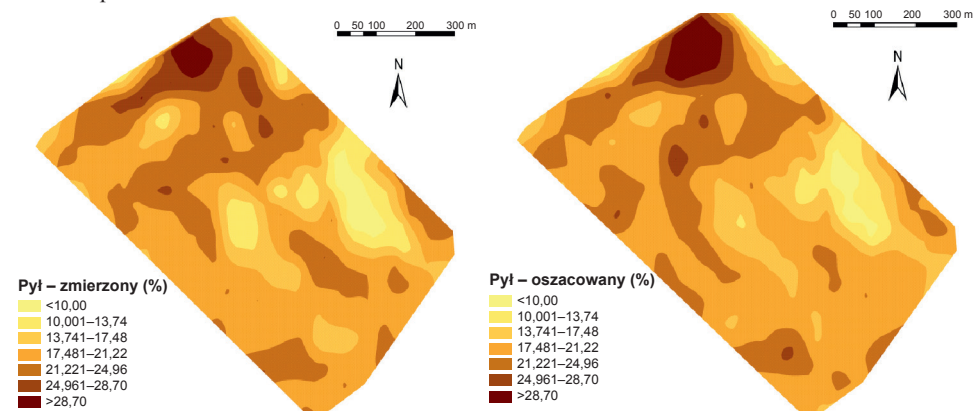 0 50 100 200 300 m
N
Pył – zmierzony (%)
<10,00
10,001–13,74
13,741–17,48
17,481–21,22
21,221–24,96
24,961–28,70
>28,70
0 50 100 200 300 m
N
Pył – oszacowany (%)
<10,00
10,001–13,74
13,741–17,48
17,481–21,22
21,221–24,96
24,961–28,70
>28,70